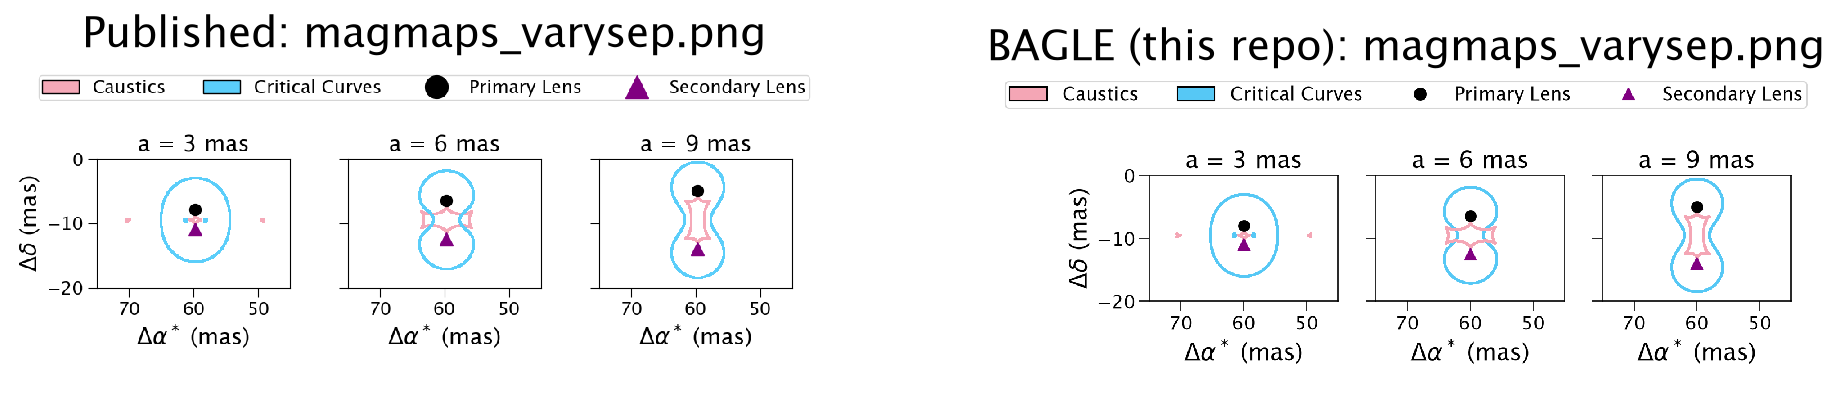 Published: magmaps_varysep.png
Caustics Critical Curves Primary Lens Secondary Lens
a = 3 mas a = 6 mas a = 9 mas
0
−10
−20
Δδ (mas)
70 60 50 70 60 50 70 60 50
Δα* (mas) Δα* (mas) Δα* (mas)
BAGLE (this repo): magmaps_varysep.png
Caustics Critical Curves Primary Lens Secondary Lens
a = 3 mas a = 6 mas a = 9 mas
0
−10
−20
Δδ (mas)
70 60 50 70 60 50 70 60 50
Δα* (mas) Δα* (mas) Δα* (mas)